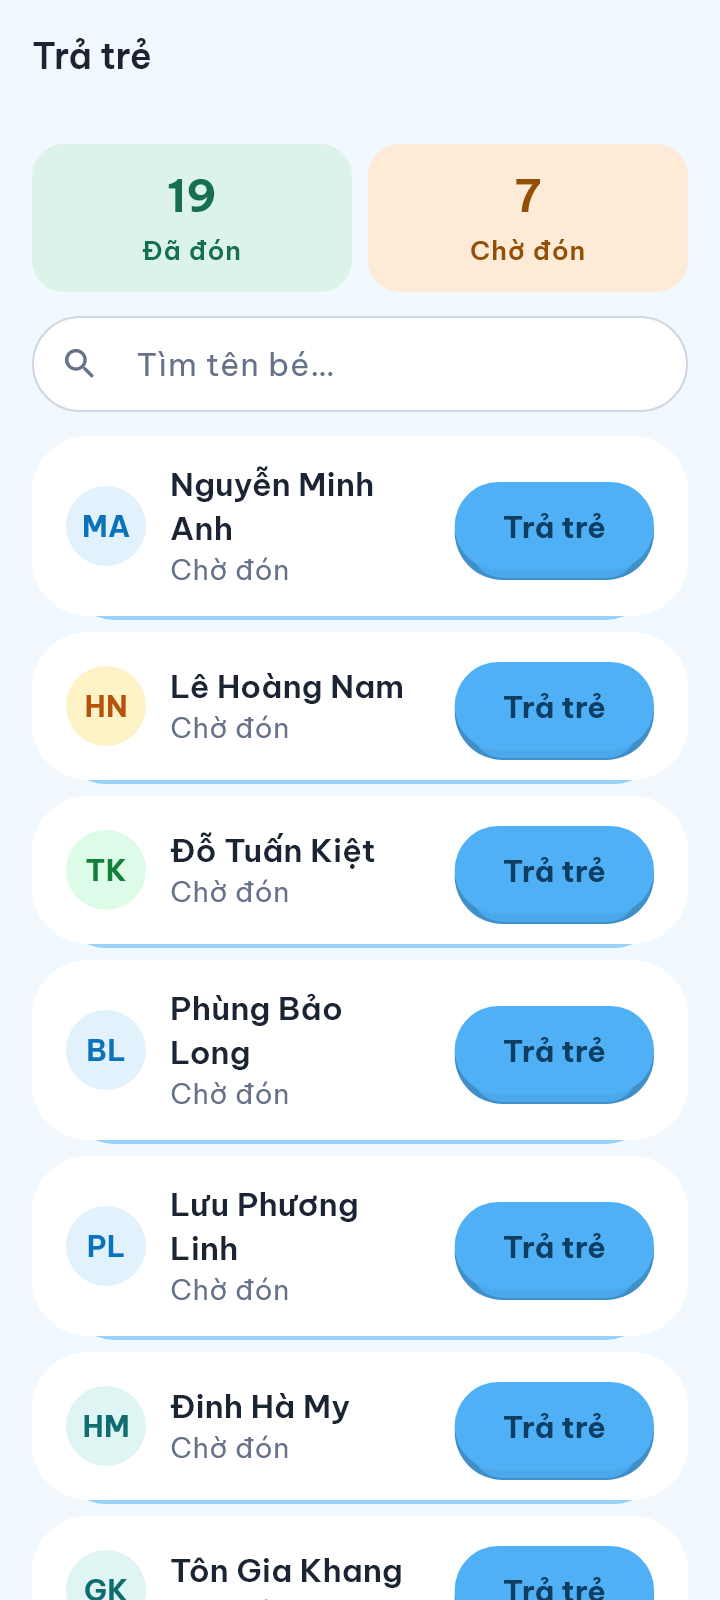 Trả trẻ
19
Đã đón
7
Chờ đón
Tìm tên bé...
MA
Nguyễn Minh
Anh
Chờ đón
Trả trẻ
HN
Lê Hoàng Nam
Chờ đón
Trả trẻ
TK
Đỗ Tuấn Kiệt
Chờ đón
Trả trẻ
BL
Phùng Bảo
Long
Chờ đón
Trả trẻ
PL
Lưu Phương
Linh
Chờ đón
Trả trẻ
HM
Đinh Hà My
Chờ đón
Trả trẻ
GK
Tôn Gia Khang
Trả trẻ